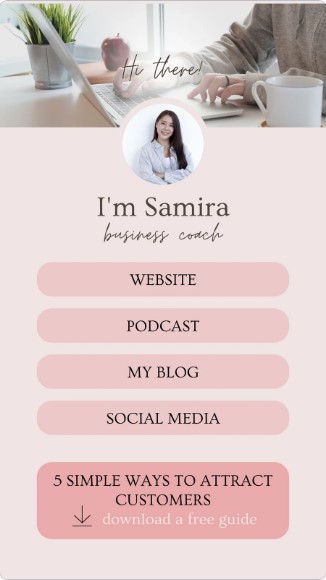 Hi there!
I'm Samira
business coach
WEBSITE
PODCAST
MY BLOG
SOCIAL MEDIA
5 SIMPLE WAYS TO ATTRACT
CUSTOMERS
download a free guide